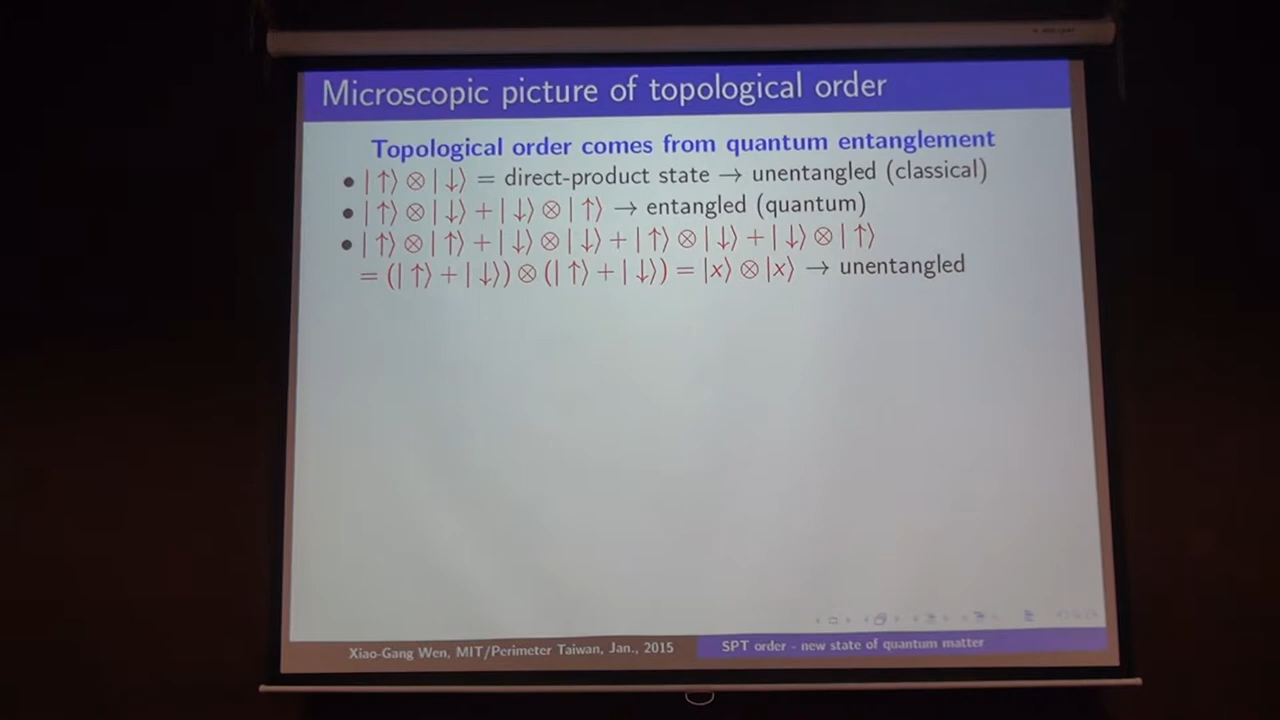 Microscopic picture of topological order
Topological order comes from quantum entanglement
• |↑⟩ ⊗ |↓⟩ = direct-product state → unentangled (classical)
• |↑⟩ ⊗ |↓⟩ + |↓⟩ ⊗ |↑⟩ → entangled (quantum)
• |↑⟩ ⊗ |↑⟩ + |↓⟩ ⊗ |↓⟩ + |↑⟩ ⊗ |↓⟩ + |↓⟩ ⊗ |↑⟩
= (|↑⟩ + |↓⟩) ⊗ (|↑⟩ + |↓⟩) = |x⟩ ⊗ |x⟩ → unentangled
Xiao-Gang Wen, MIT/Perimeter Taiwan, Jan., 2015
SPT order - new state of quantum matter